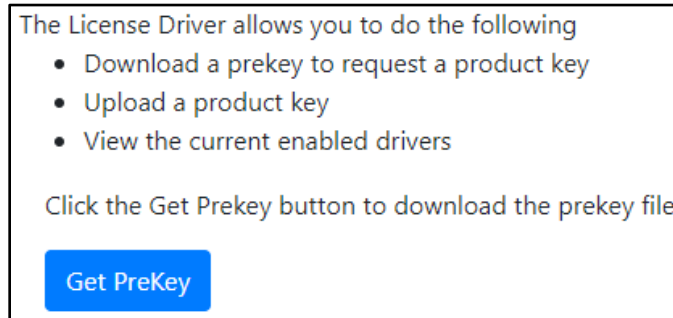 The License Driver allows you to do the following
• Download a prekey to request a product key
• Upload a product key
• View the current enabled drivers
Click the Get Prekey button to download the prekey file
Get PreKey